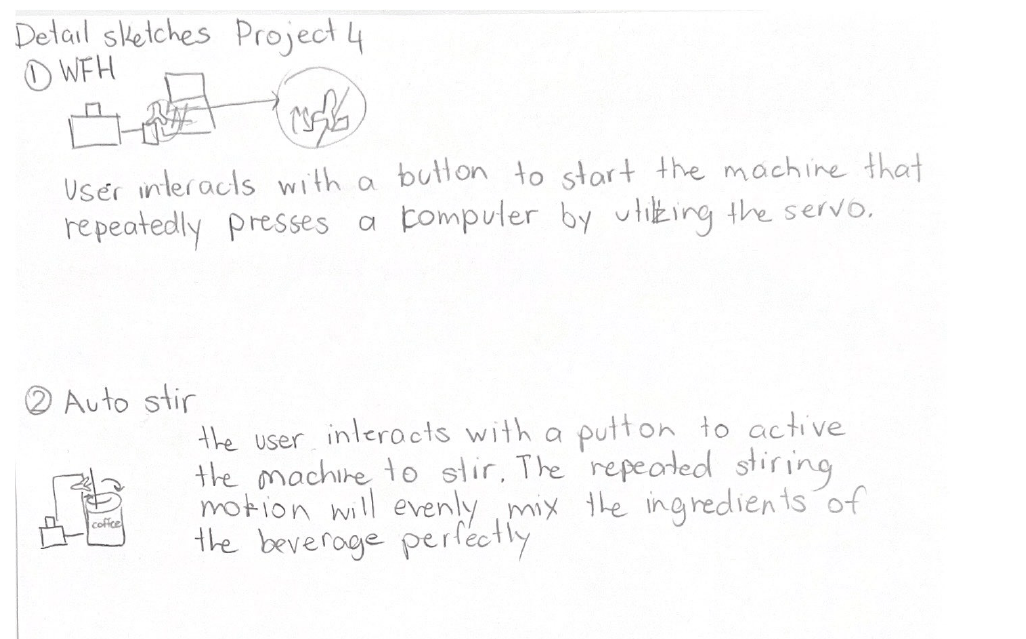 Detail sketches Project 4
① WFH
User interacts with a button to start the machine that
repeatedly presses a computer by utilizing the servo.
② Auto stir
the user interacts with a putton to active
the machine to stir. The repeated stiring
motion will evenly mix the ingredients of
the beverage perfectly
coffee